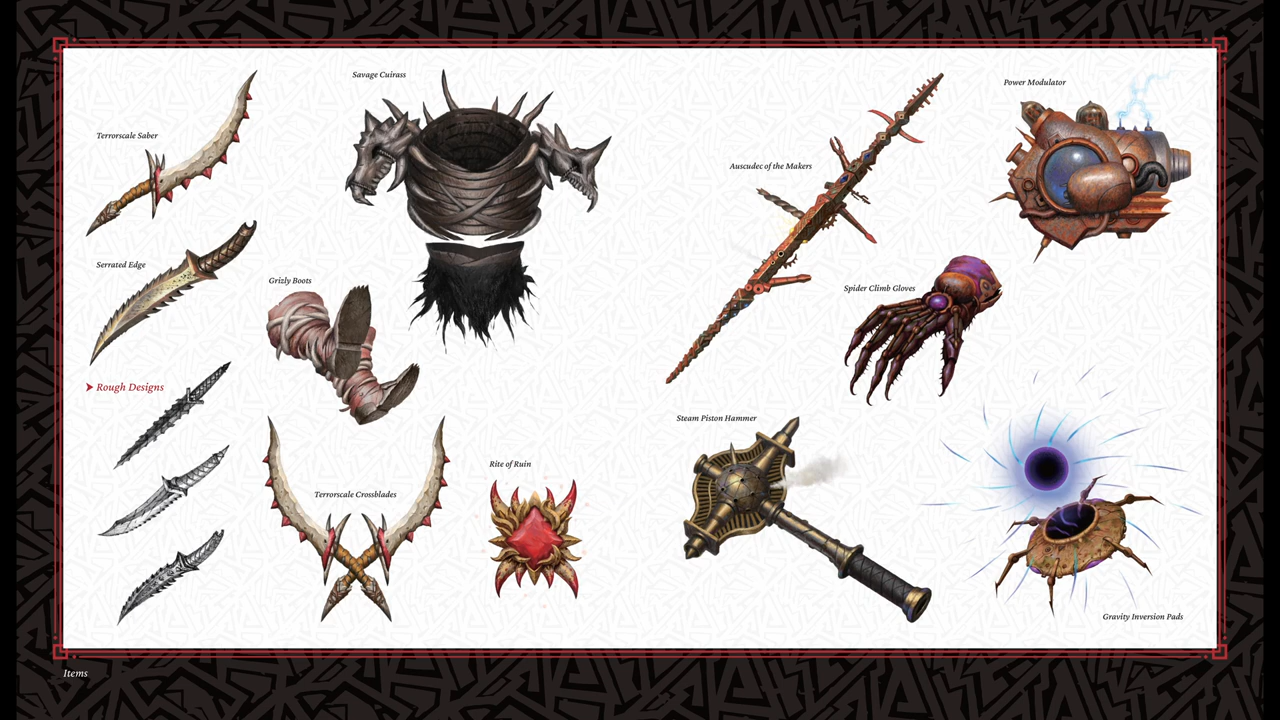 Savage Cuirass
Terrorscale Saber
Serrated Edge
Grizly Boots
Rough Designs
Terrorscale Crossblades
Rite of Ruin
Power Modulator
Auscudec of the Makers
Spider Climb Gloves
Steam Piston Hammer
Gravity Inversion Pads
Items